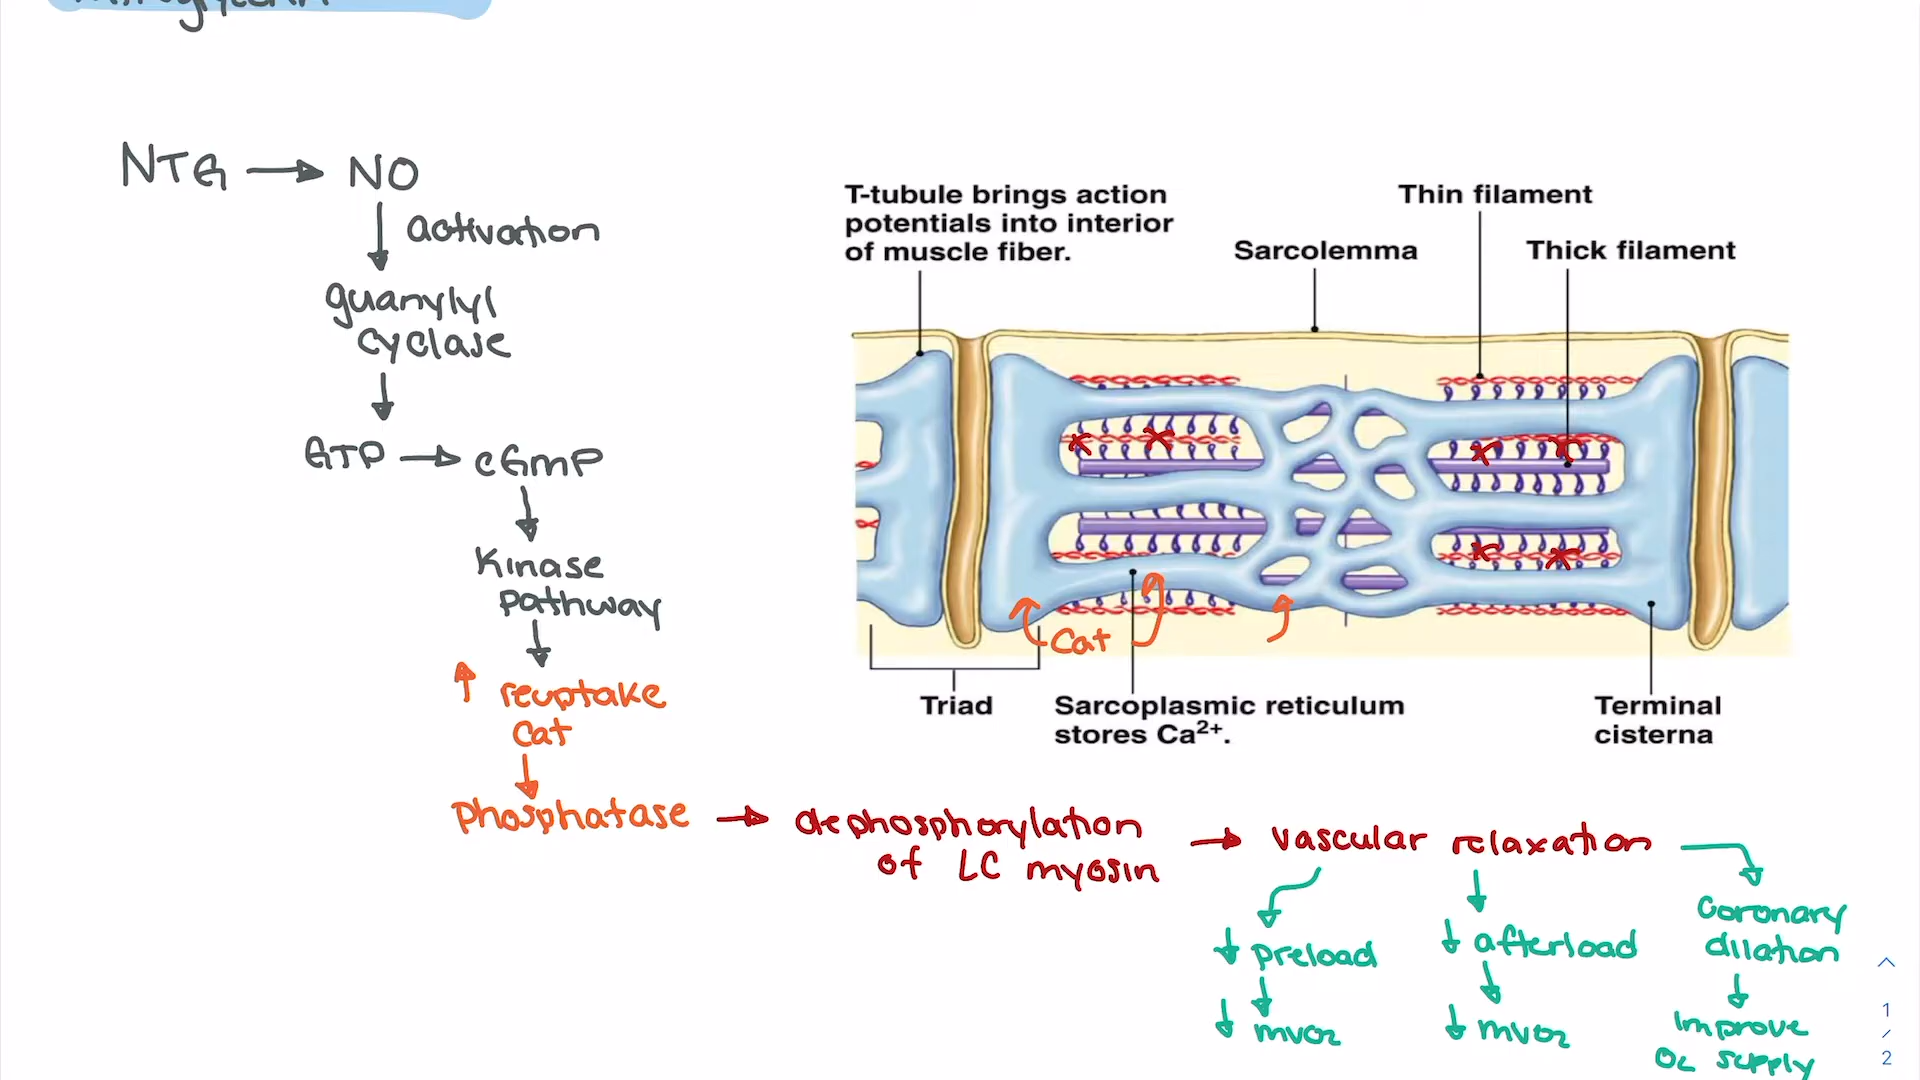 NTG → NO
activation
guanylyl
cyclase
GTP → cGMP
Kinase
pathway
↑ reuptake
Ca+
Phosphatase → dephosphorylation
of LC myosin
→ vascular relaxation
↓ preload
↓ mvo2
↓ afterload
↓ mvo2
Coronary
dilation
Improve
O2 supply
T-tubule brings action
potentials into interior
of muscle fiber.
Sarcolemma
Thin filament
Thick filament
Ca+
Triad
Sarcoplasmic reticulum
stores Ca²⁺.
Terminal
cisterna
1
/
2